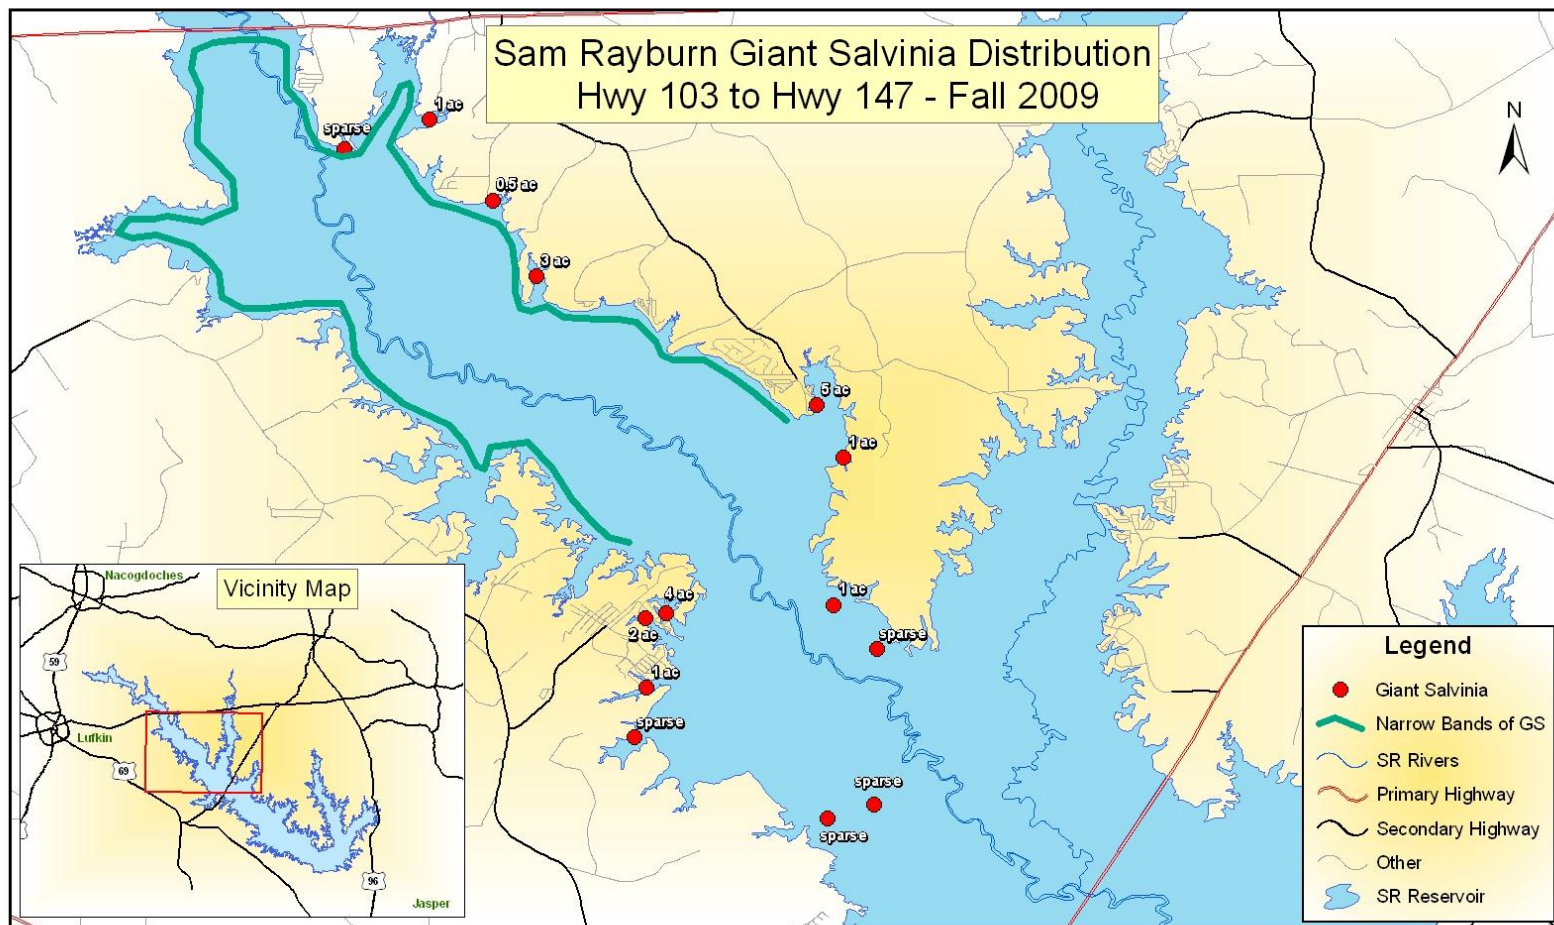 Sam Rayburn Giant Salvinia Distribution
Hwy 103 to Hwy 147 - Fall 2009
N
1 ac
sparse
0.5 ac
3 ac
5 ac
1 ac
1 ac
sparse
4 ac
2 ac
1 ac
sparse
sparse
sparse
Vicinity Map
Nacogdoches
59
Lufkin
69
96
Jasper
Legend
Giant Salvinia
Narrow Bands of GS
SR Rivers
Primary Highway
Secondary Highway
Other
SR Reservoir